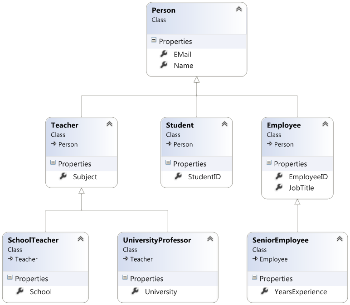 Person
Class
Properties
EMail
Name
Teacher
Class
Person
Properties
Subject
Student
Class
Person
Properties
StudentID
Employee
Class
Person
Properties
EmployeeID
JobTitle
SchoolTeacher
Class
Teacher
Properties
School
UniversityProfessor
Class
Teacher
Properties
University
SeniorEmployee
Class
Employee
Properties
YearsExperience